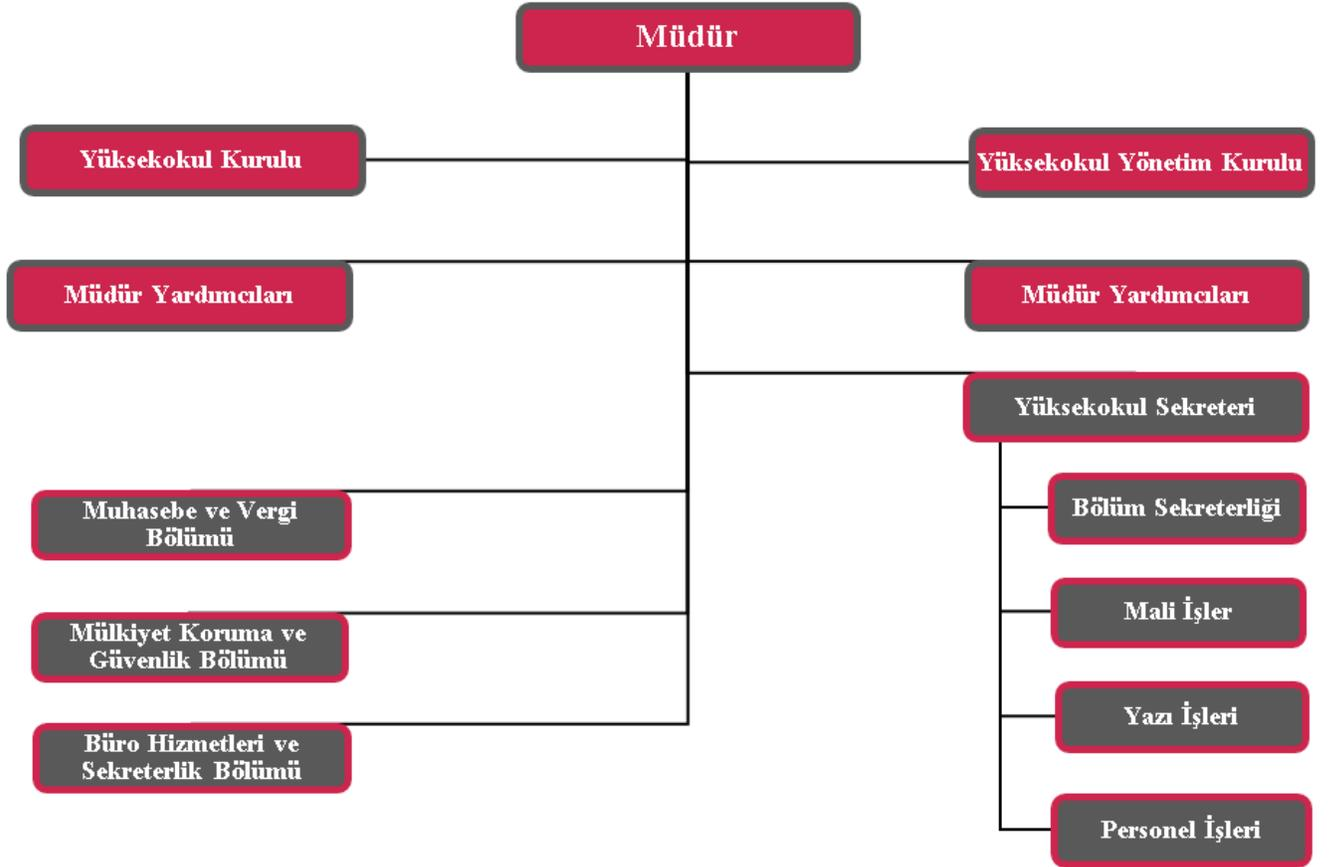 Müdür
Yüksekokul Kurulu
Yüksekokul Yönetim Kurulu
Müdür Yardımcıları
Müdür Yardımcıları
Yüksekokul Sekreteri
Muhasebe ve Vergi
Bölümü
Bölüm Sekreterliği
Mali İşler
Mülkiyet Koruma ve
Güvenlik Bölümü
Yazı İşleri
Büro Hizmetleri ve
Sekreterlik Bölümü
Personel İşleri